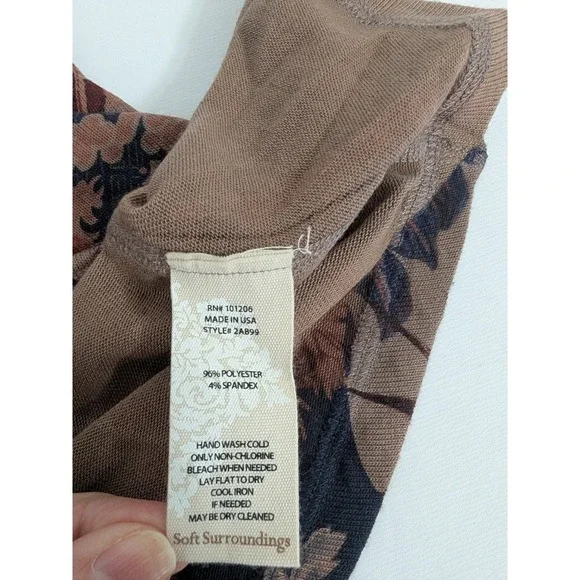 RN# 101206
MADE IN USA
STYLE# 2AB99
96% POLYESTER
4% SPANDEX
HAND WASH COLD
ONLY NON-CHLORINE
BLEACH WHEN NEEDED
LAY FLAT TO DRY
COOL IRON
IF NEEDED
MAY BE DRY CLEANED
Soft Surroundings